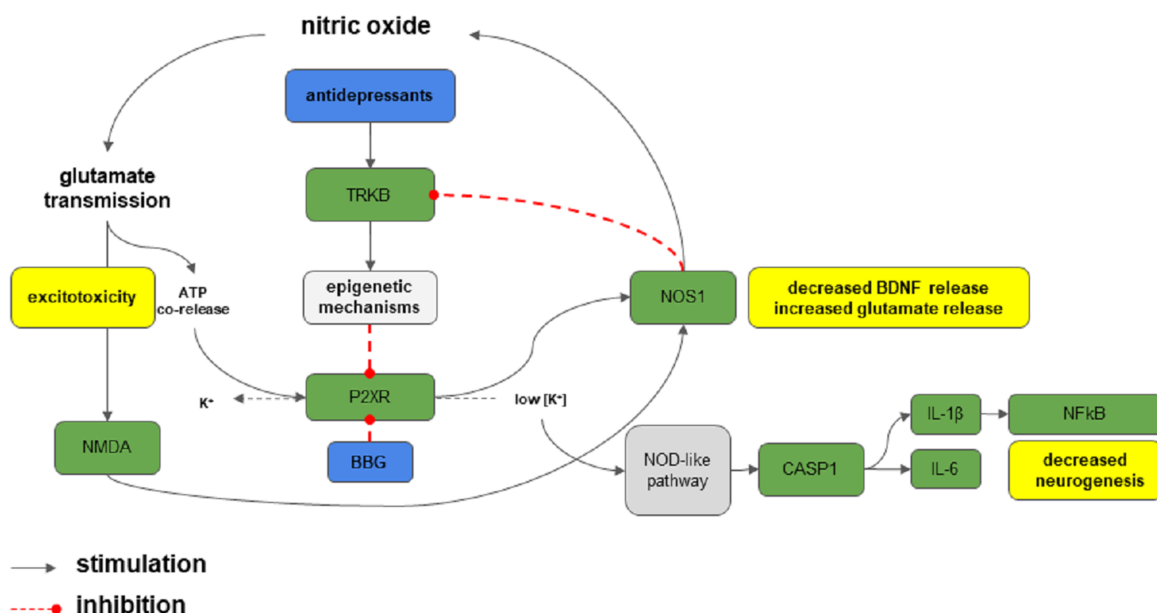 nitric oxide
antidepressants
glutamate
transmission
TRKB
excitotoxicity
ATP
co-release
epigenetic
mechanisms
NOS1
decreased BDNF release
increased glutamate release
K⁺
P2XR
low [K⁺]
NMDA
BBG
NOD-like
pathway
CASP1
IL-1β
NFkB
IL-6
decreased
neurogenesis
stimulation
inhibition